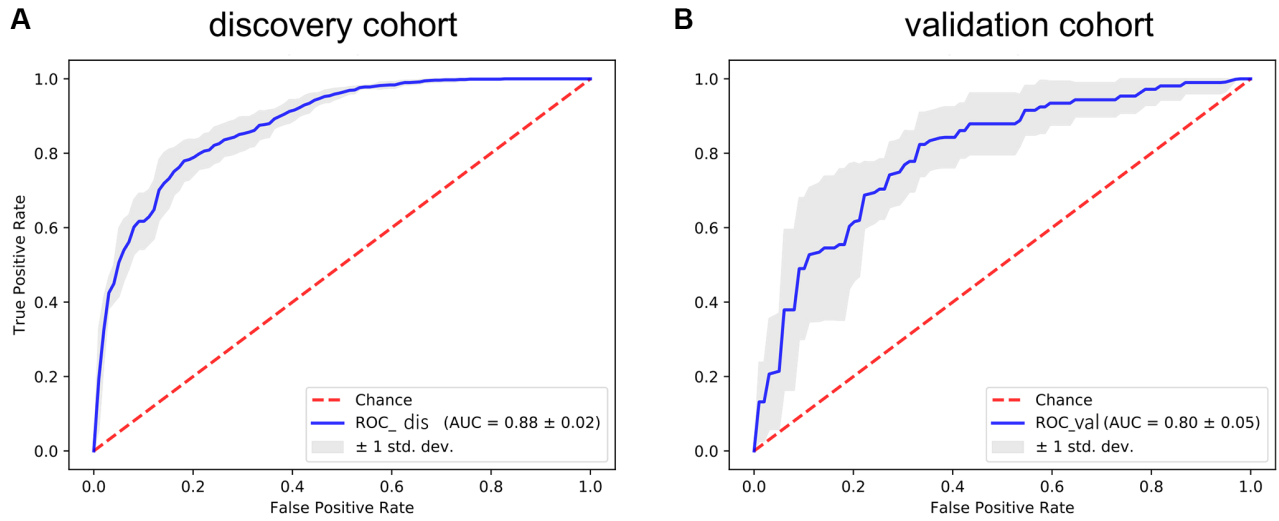 A
discovery cohort
1.0
0.8
0.6
0.4
0.2
0.0
True Positive Rate
0.0
0.2
0.4
0.6
0.8
1.0
False Positive Rate
Chance
ROC_ dis (AUC = 0.88 ± 0.02)
± 1 std. dev.
B
validation cohort
1.0
0.8
0.6
0.4
0.2
0.0
0.0
0.2
0.4
0.6
0.8
1.0
False Positive Rate
Chance
ROC_val (AUC = 0.80 ± 0.05)
± 1 std. dev.